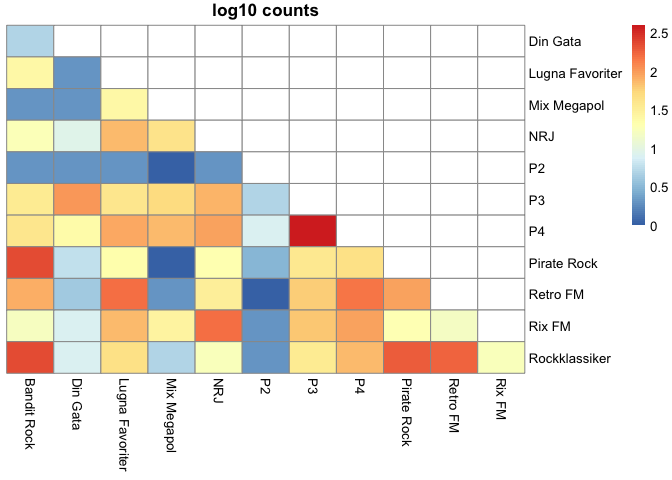 log10 counts
Din Gata
Lugna Favoriter
Mix Megapol
NRJ
P2
P3
P4
Pirate Rock
Retro FM
Rix FM
Rockklassiker
2.5
2
1.5
1
0.5
0
Bandit Rock
Din Gata
Lugna Favoriter
Mix Megapol
NRJ
P2
P3
P4
Pirate Rock
Retro FM
Rix FM